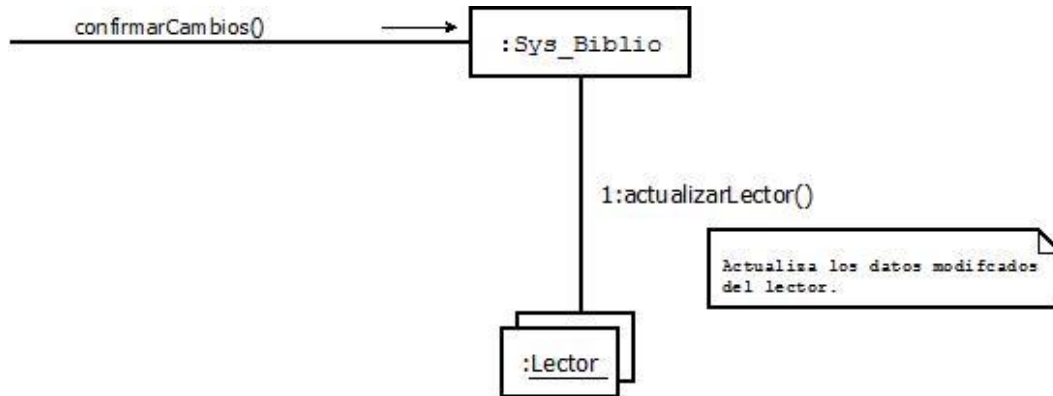 confirmarCambios()
:Sys_Biblio
1:actualizarLector()
Actualiza los datos modifcados
del lector.
:Lector